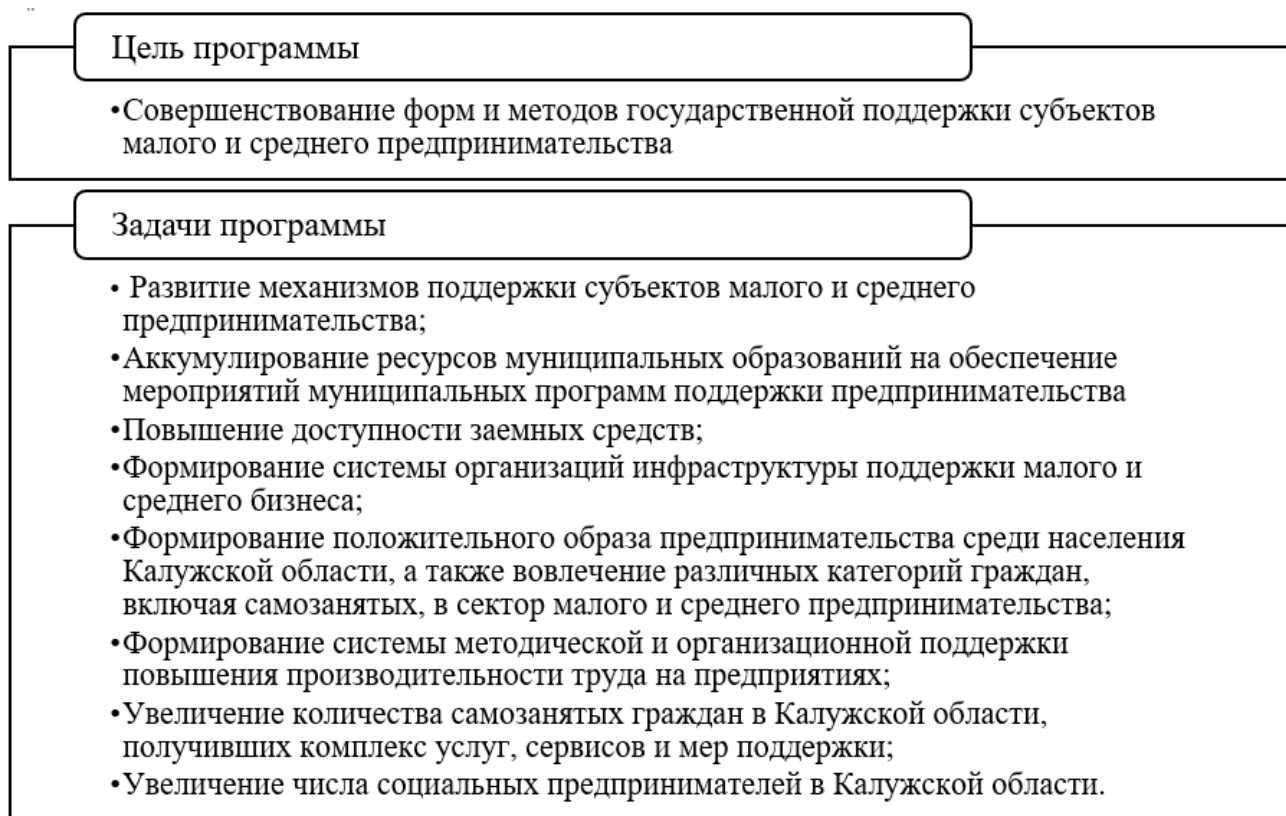 Цель программы
•Совершенствование форм и методов государственной поддержки субъектов
малого и среднего предпринимательства
Задачи программы
• Развитие механизмов поддержки субъектов малого и среднего
предпринимательства;
•Аккумулирование ресурсов муниципальных образований на обеспечение
мероприятий муниципальных программ поддержки предпринимательства
•Повышение доступности заемных средств;
•Формирование системы организаций инфраструктуры поддержки малого и
среднего бизнеса;
•Формирование положительного образа предпринимательства среди населения
Калужской области, а также вовлечение различных категорий граждан,
включая самозанятых, в сектор малого и среднего предпринимательства;
•Формирование системы методической и организационной поддержки
повышения производительности труда на предприятиях;
•Увеличение количества самозанятых граждан в Калужской области,
получивших комплекс услуг, сервисов и мер поддержки;
•Увеличение числа социальных предпринимателей в Калужской области.